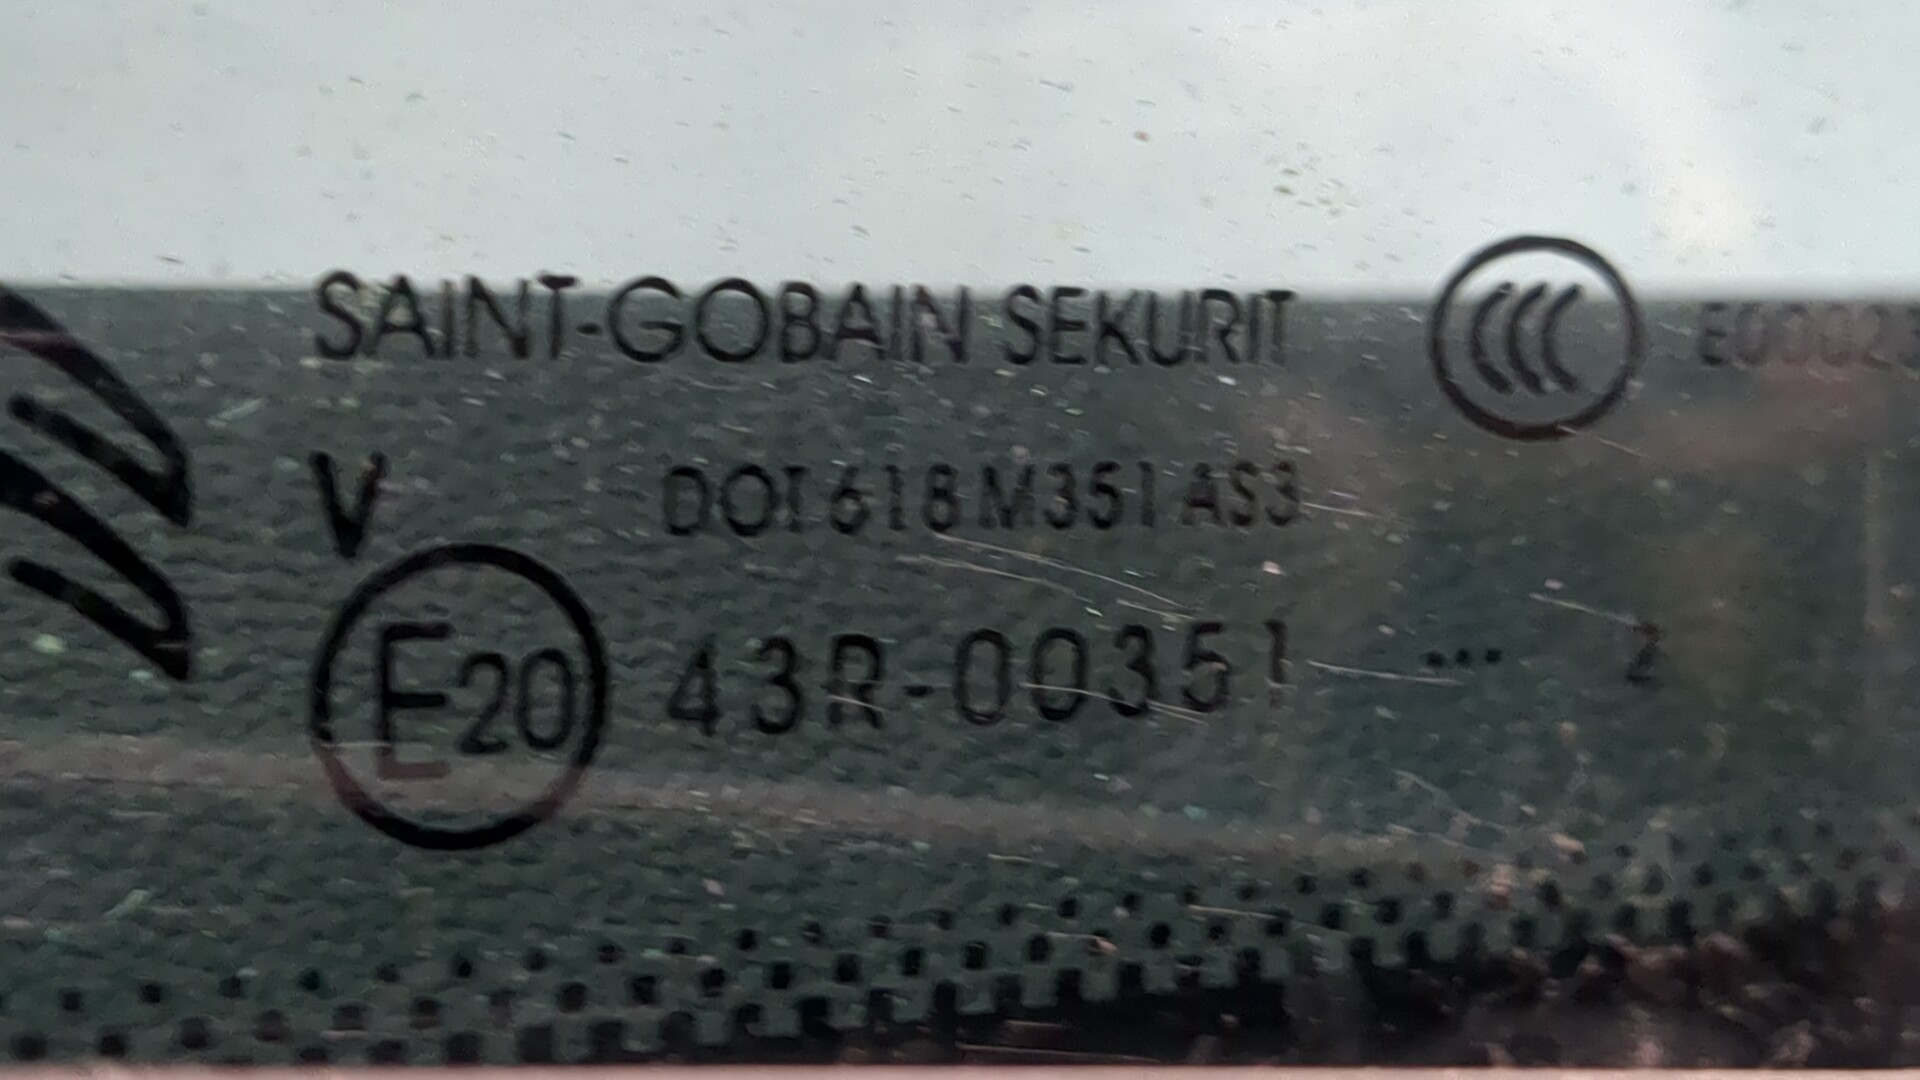 SAINT-GOBAIN SEKURIT
V DOT 618 M351 AS3
E20 43R-00351 ... 2